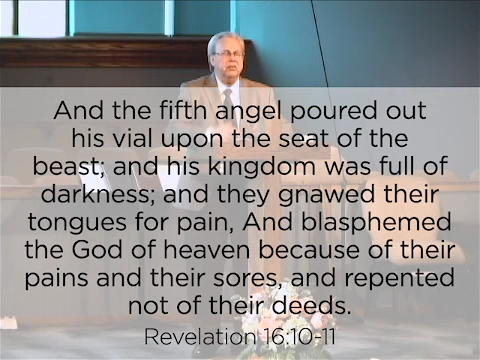 And the fifth angel poured out
his vial upon the seat of the
beast; and his kingdom was full of
darkness; and they gnawed their
tongues for pain, And blasphemed
the God of heaven because of their
pains and their sores, and repented
not of their deeds.
Revelation 16:10-11